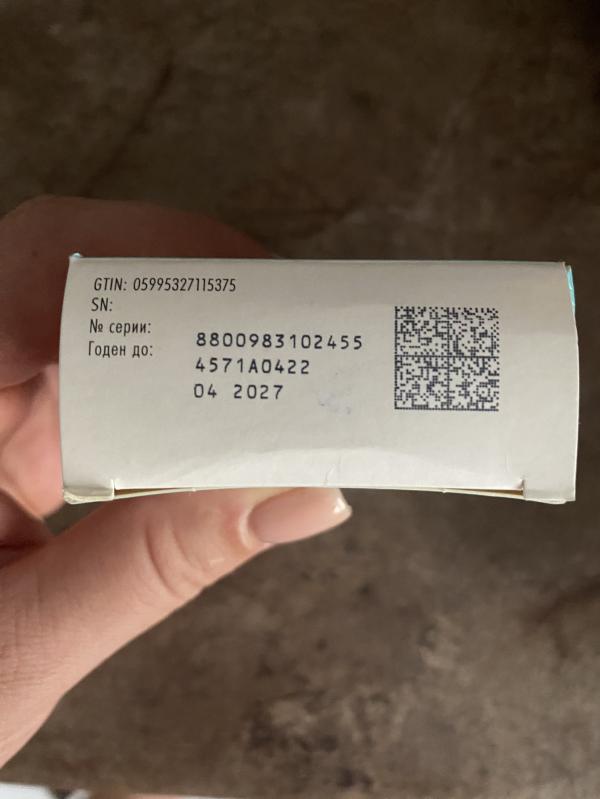 GTIN: 05995327115375
SN:
№ серии:
Годен до:
8800983102455
4571A0422
04 2027